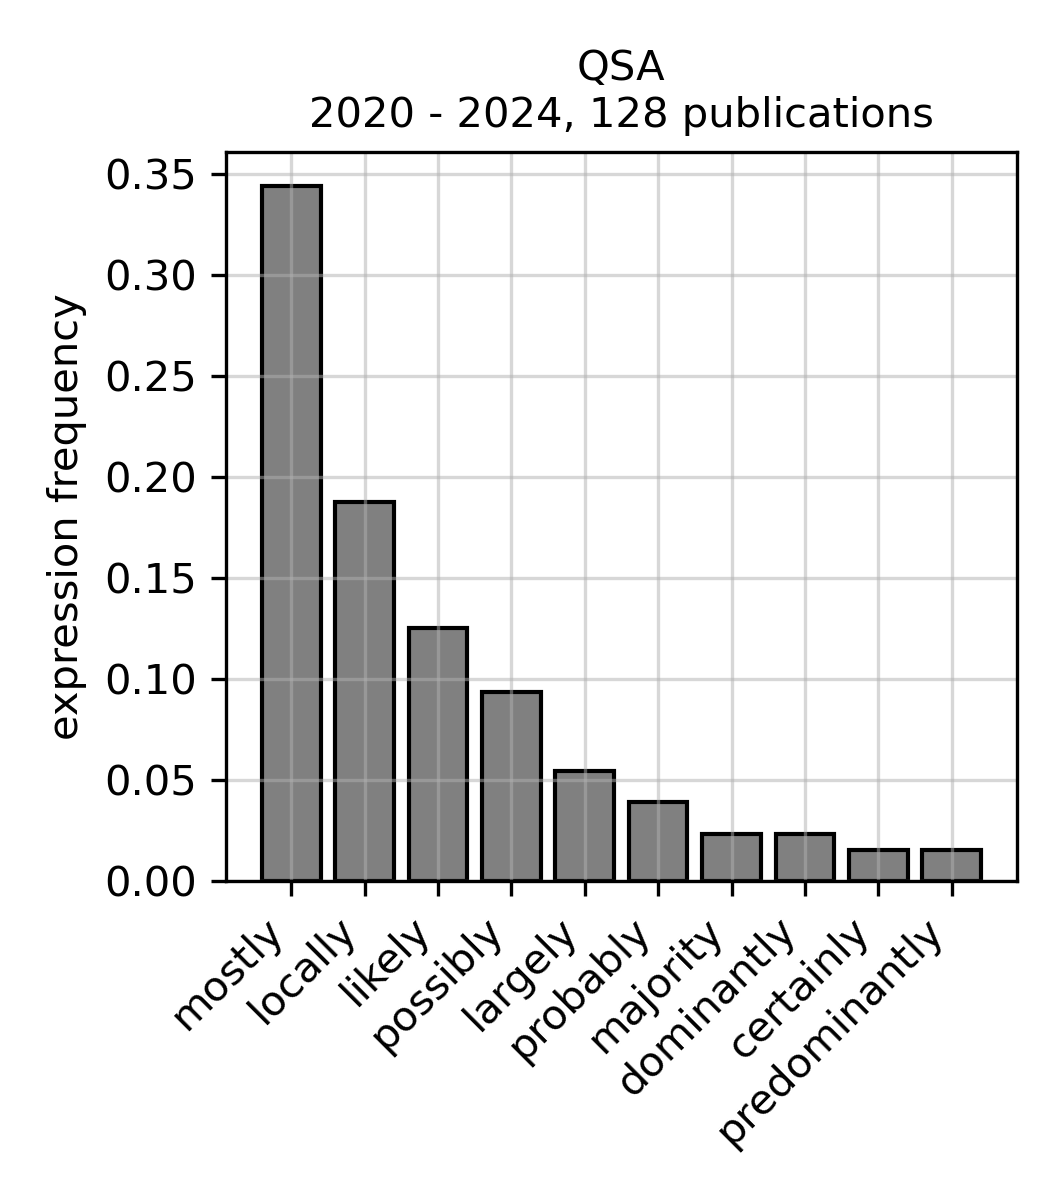 QSA
2020 - 2024, 128 publications
expression frequency
0.35
0.30
0.25
0.20
0.15
0.10
0.05
0.00
mostly
locally
likely
possibly
largely
probably
majority
dominantly
certainly
predominantly